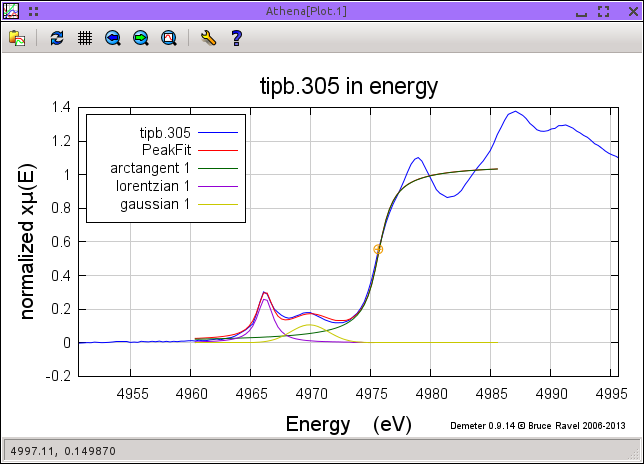 Athena[Plot.1]
tipb.305 in energy
tipb.305
PeakFit
arctangent 1
lorentzian 1
gaussian 1
normalized xμ(E)
1.4
1.2
1
0.8
0.6
0.4
0.2
0
-0.2
4955 4960 4965 4970 4975 4980 4985 4990 4995
Energy (eV)
Demeter 0.9.14 © Bruce Ravel 2006-2013
4997.11, 0.149870